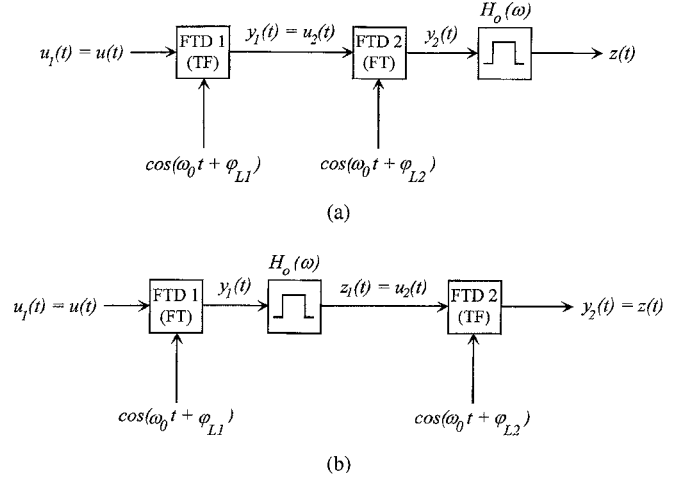 H_o(ω)
u_1(t) = u(t)
FTD 1
(TF)
y_1(t) = u_2(t)
FTD 2
(FT)
y_2(t)
z(t)
cos(ω_0 t + φ_L1)
cos(ω_0 t + φ_L2)
(a)
H_o(ω)
u_1(t) = u(t)
FTD 1
(FT)
y_1(t)
z_1(t) = u_2(t)
FTD 2
(TF)
y_2(t) = z(t)
cos(ω_0 t + φ_L1)
cos(ω_0 t + φ_L2)
(b)